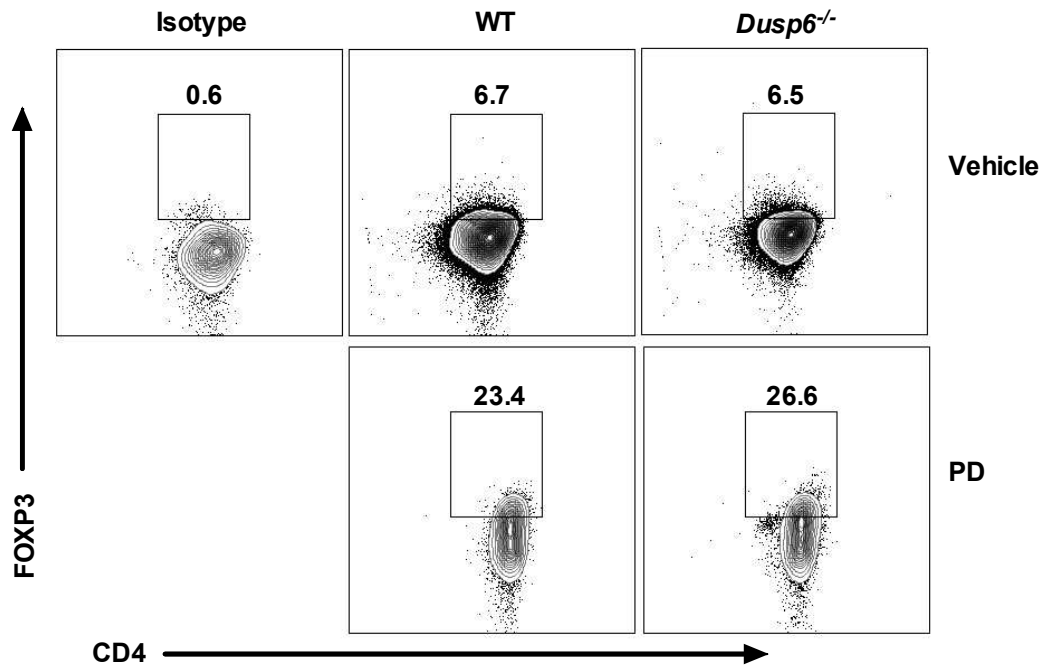 Isotype
WT
Dusp6-/-
0.6
6.7
6.5
Vehicle
23.4
26.6
PD
FOXP3
CD4